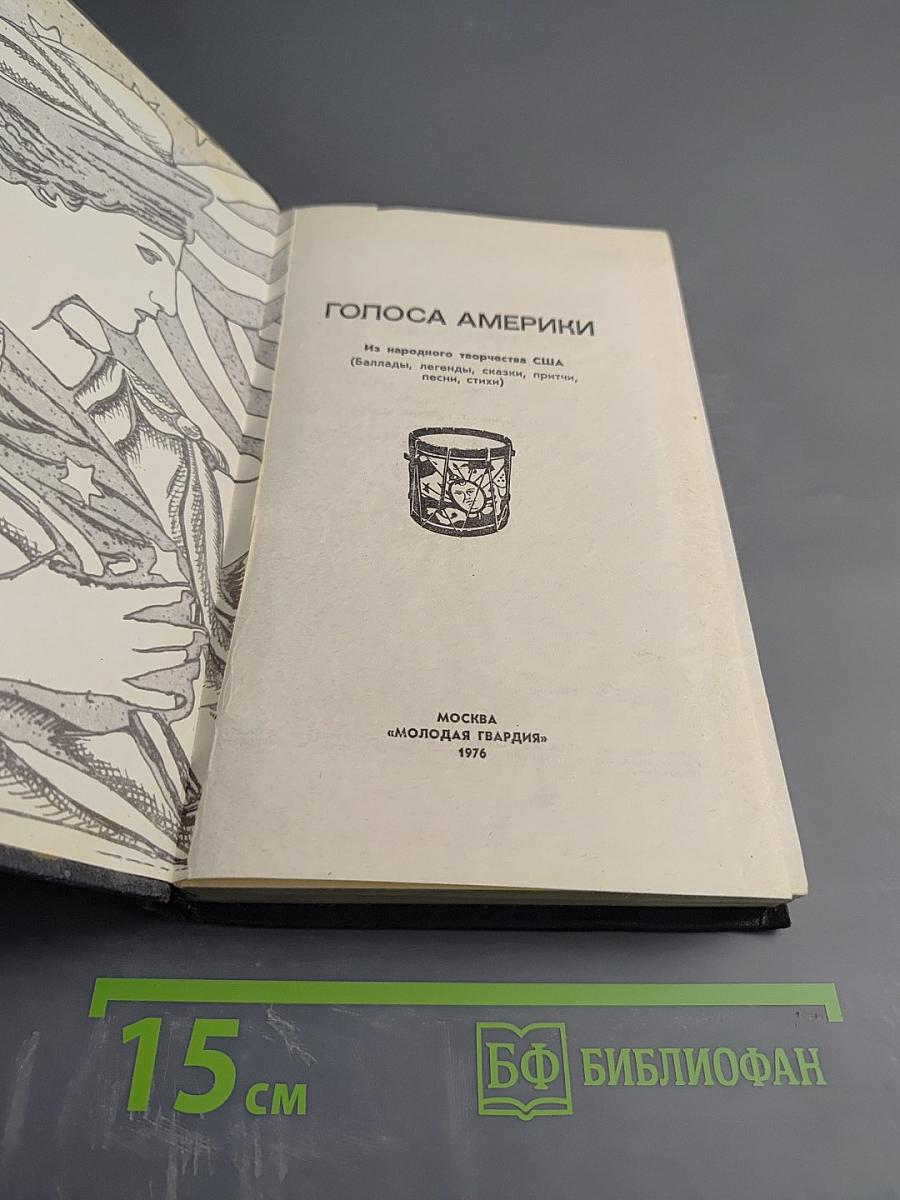 ГОЛОСА АМЕРИКИ
Из народного творчества США
(Баллады, легенды, сказки, притчи,
песни, стихи)
МОСКВА
«МОЛОДАЯ ГВАРДИЯ»
1976
15 см
БФ БИБЛИОФАН